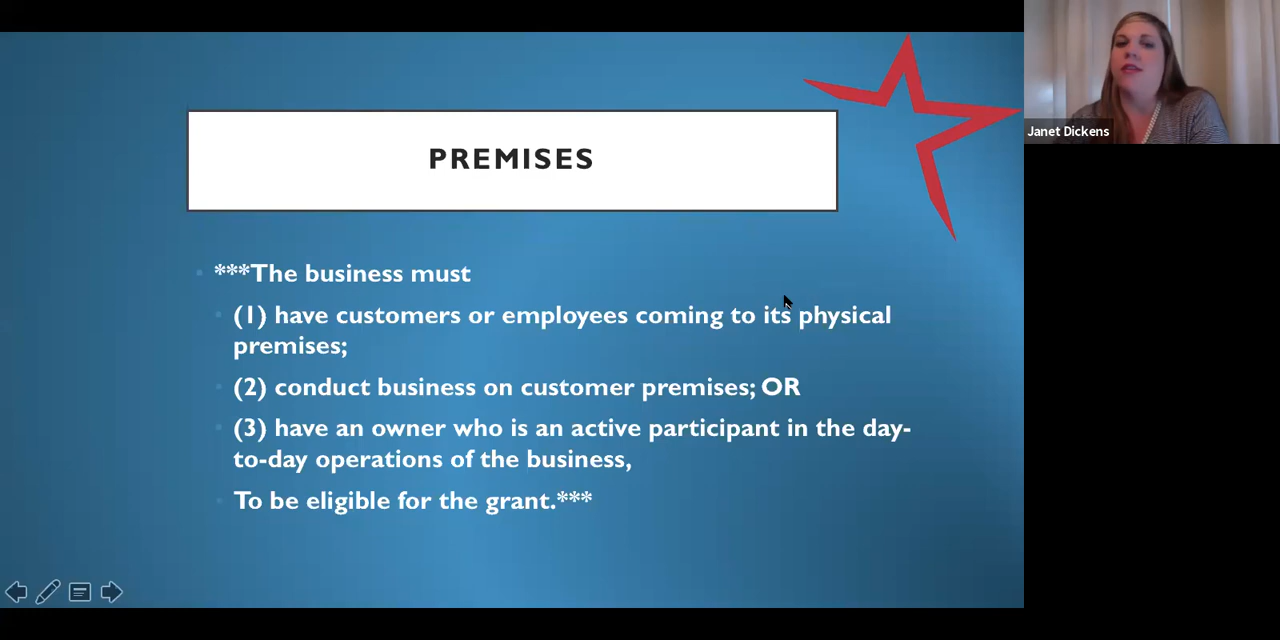 PREMISES
***The business must
(1) have customers or employees coming to its physical
premises;
(2) conduct business on customer premises; OR
(3) have an owner who is an active participant in the day-
to-day operations of the business,
To be eligible for the grant.***
Janet Dickens